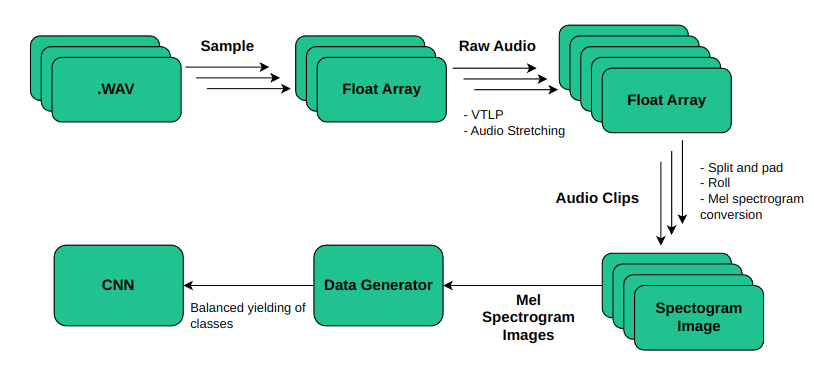 Sample
Raw Audio
.WAV
Float Array
Float Array
- VTLP
- Audio Stretching
Audio Clips
- Split and pad
- Roll
- Mel spectrogram
conversion
CNN
Balanced yielding of
classes
Data Generator
Mel
Spectrogram
Images
Spectogram
Image